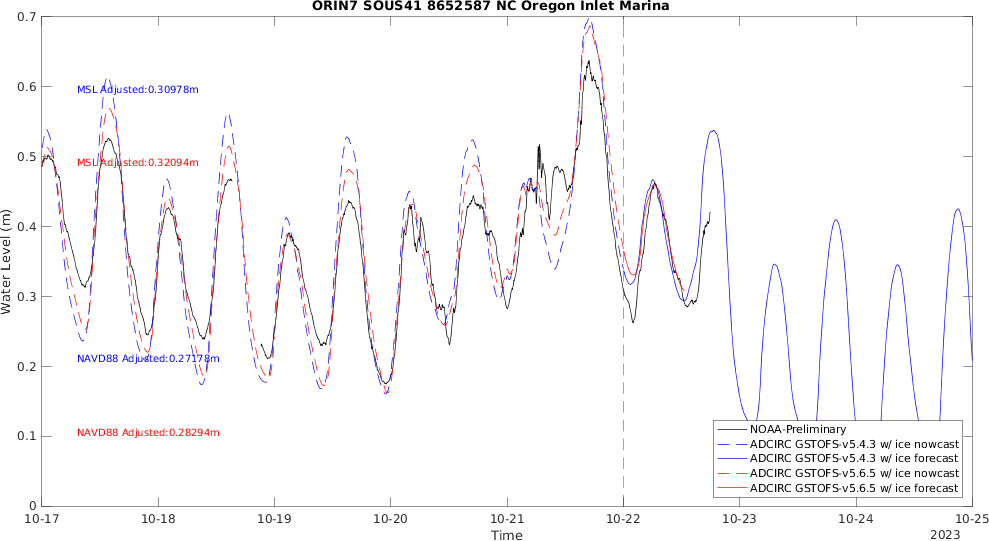 ORIN7 SOUS41 8652587 NC Oregon Inlet Marina
0.7
0.6
0.5
0.4
0.3
0.2
0.1
0
Water Level (m)
MSL Adjusted:0.30978m
MSL Adjusted:0.32094m
NAVD88 Adjusted:0.27178m
NAVD88 Adjusted:0.28294m
NOAA-Preliminary
ADCIRC GSTOFS-v5.4.3 w/ ice nowcast
ADCIRC GSTOFS-v5.4.3 w/ ice forecast
ADCIRC GSTOFS-v5.6.5 w/ ice nowcast
ADCIRC GSTOFS-v5.6.5 w/ ice forecast
10-17 10-18 10-19 10-20 10-21 10-22 10-23 10-24 10-25
Time
2023